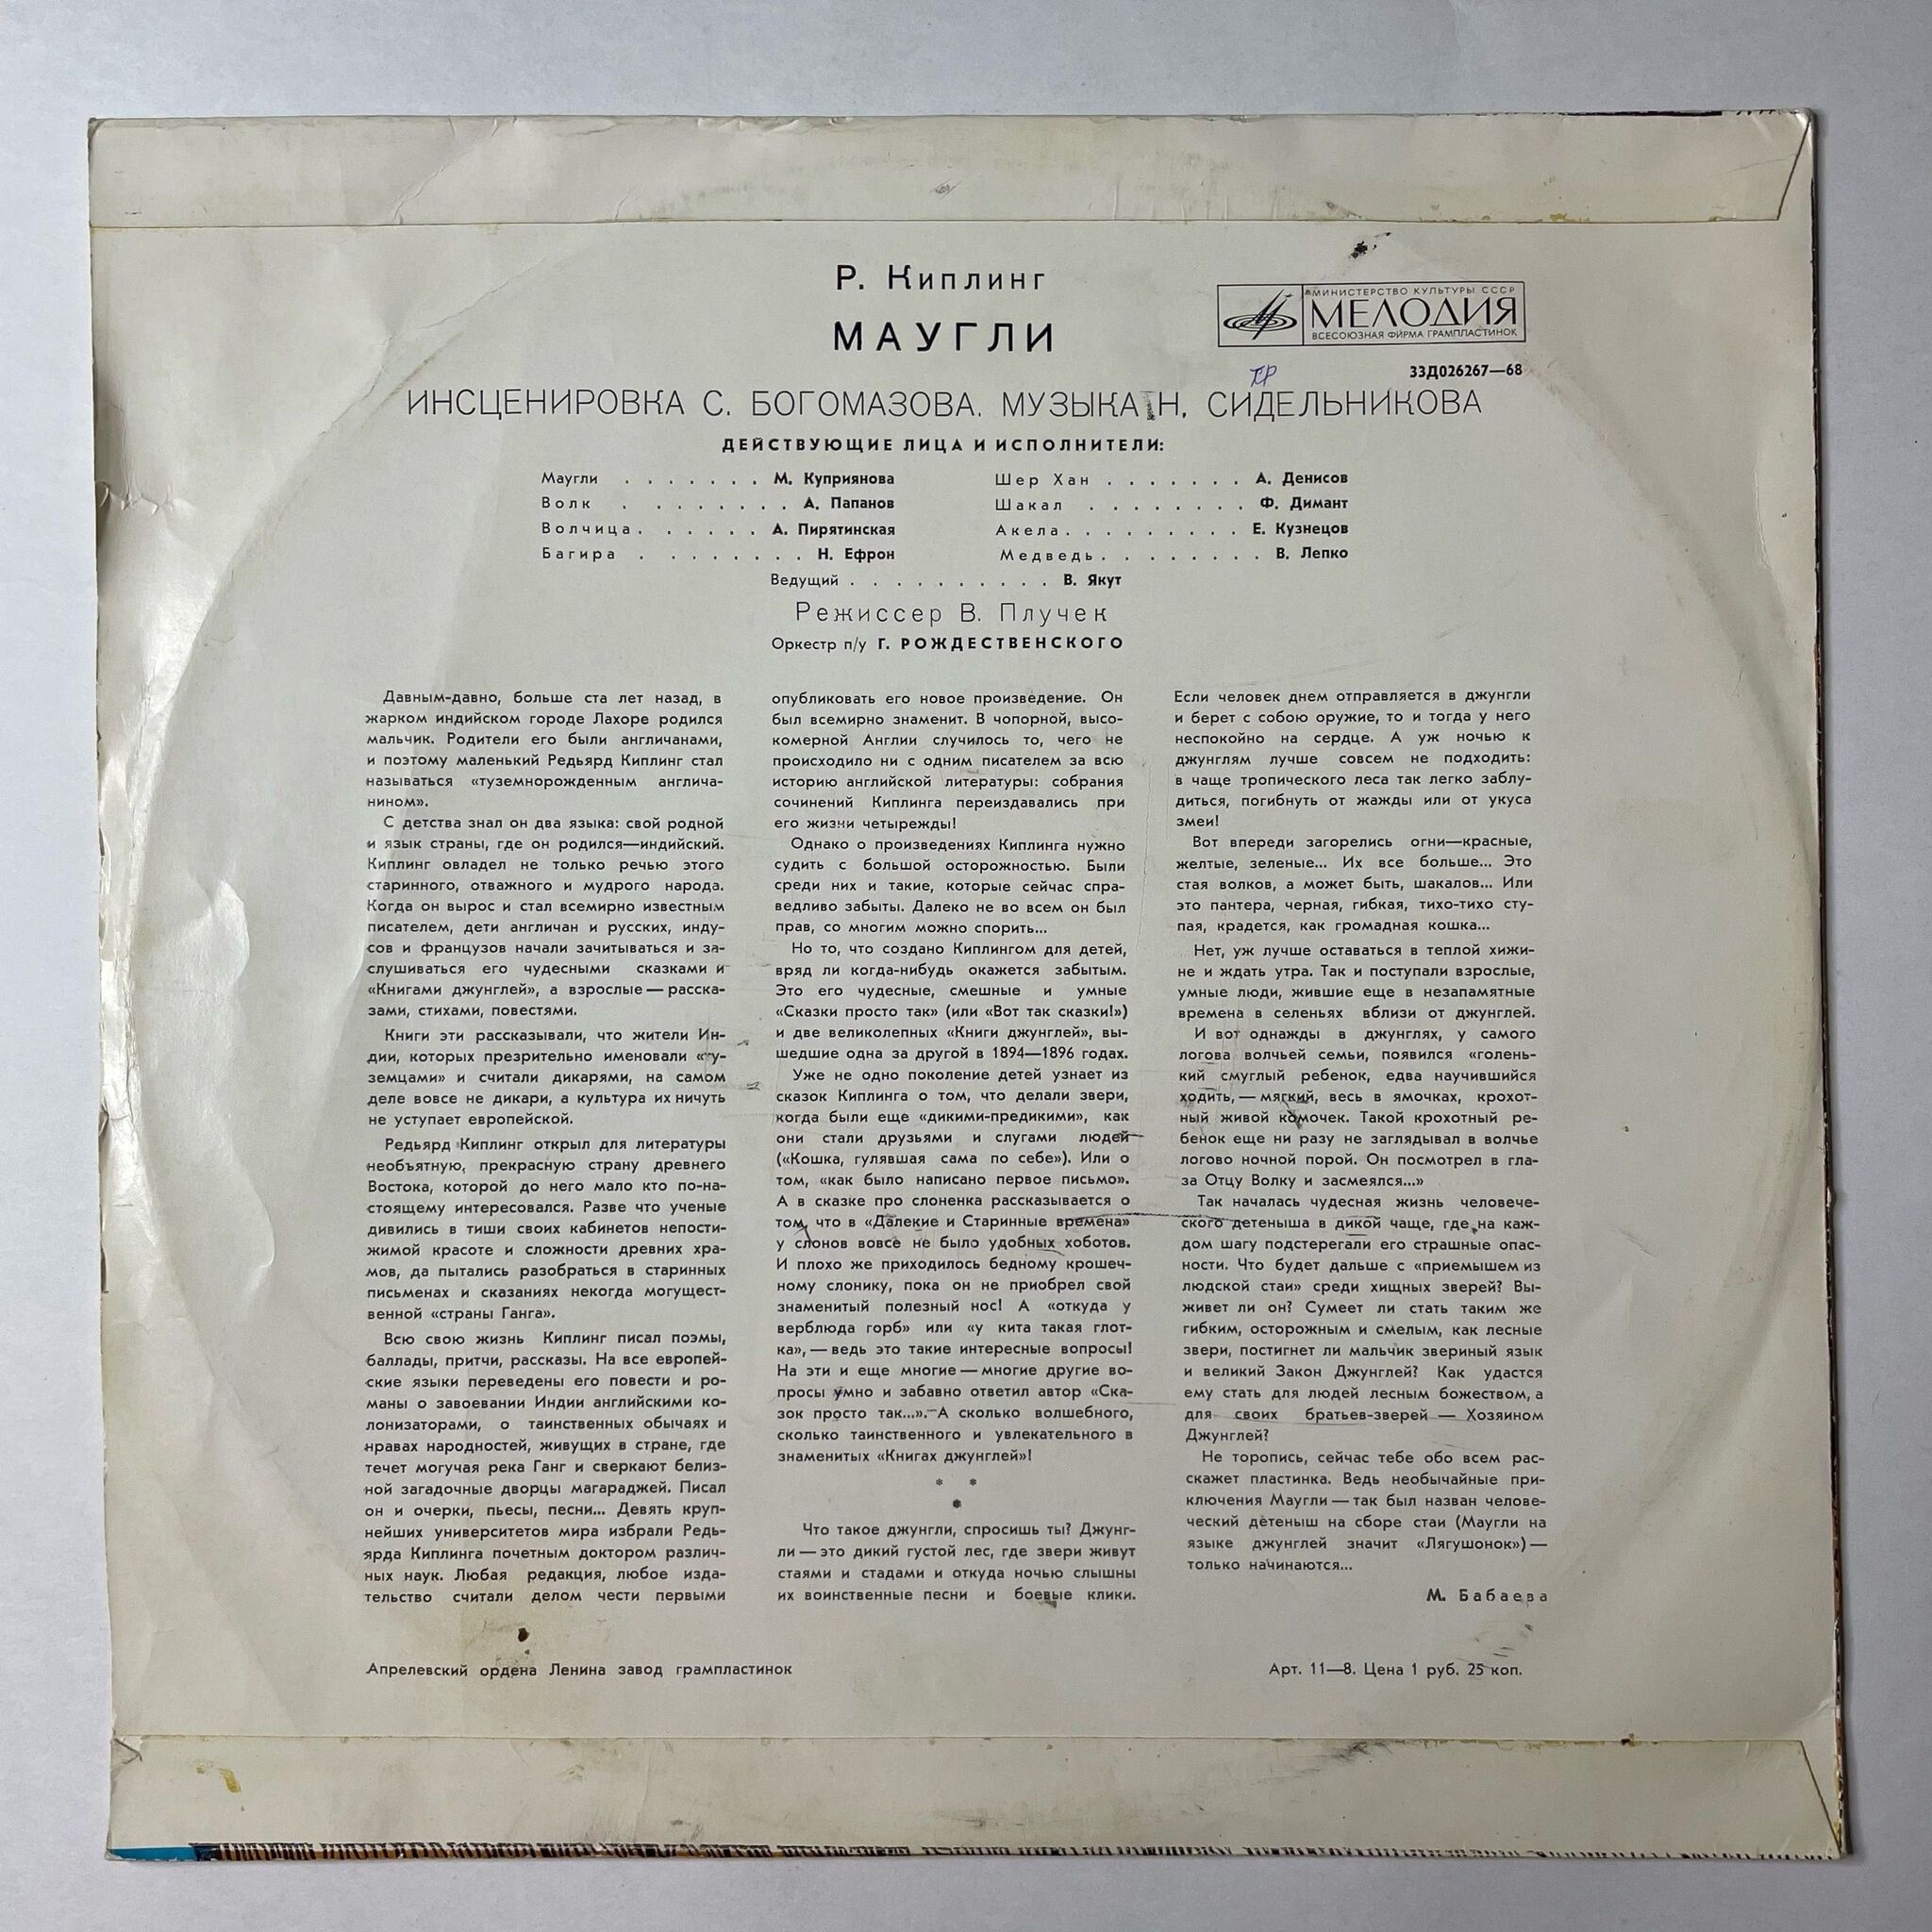 Р. Киплинг
МАУГЛИ
МИНИСТЕРСТВО КУЛЬТУРЫ СССР
МЕЛОДИЯ
ВСЕСОЮЗНАЯ ФИРМА ГРАМПЛАСТИНОК
33Д026267—68
ИНСЦЕНИРОВКА С. БОГОМАЗОВА. МУЗЫКА Н. СИДЕЛЬНИКОВА
ДЕЙСТВУЮЩИЕ ЛИЦА И ИСПОЛНИТЕЛИ:
Маугли . . . . . . . М. Куприянова
Волк . . . . . . . . А. Папанов
Волчица . . . . . . А. Пирятинская
Багира . . . . . . . . Н. Ефрон
Шер Хан . . . . . . . А. Денисов
Шакал . . . . . . . . Ф. Димант
Акела . . . . . . . . . Е. Кузнецов
Медведь . . . . . . . . В. Лепко
Ведущий . . . . . . . . . . В. Якут
Режиссер В. Плучек
Оркестр п/у Г. РОЖДЕСТВЕНСКОГО
Давным-давно, больше ста лет назад, в
жарком индийском городе Лахоре родился
мальчик. Родители его были англичанами,
и поэтому маленький Редьярд Киплинг стал
называться «туземнорожденным англича-
нином».
С детства знал он два языка: свой родной
и язык страны, где он родился—индийский.
Киплинг овладел не только речью этого
старинного, отважного и мудрого народа.
Когда он вырос и стал всемирно известным
писателем, дети англичан и русских, инду-
сов и французов начали зачитываться и за-
слушиваться его чудесными сказками и
«Книгами джунглей», а взрослые — расска-
зами, стихами, повестями.
Книги эти рассказывали, что жители Ин-
дии, которых презрительно именовали «ту-
земцами» и считали дикарями, на самом
деле вовсе не дикари, а культура их ничуть
не уступает европейской.
Редьярд Киплинг открыл для литературы
необъятную, прекрасную страну древнего
Востока, которой до него мало кто по-на-
стоящему интересовался. Разве что ученые
дивились в тиши своих кабинетов непости-
жимой красоте и сложности древних хра-
мов, да пытались разобраться в старинных
письменах и сказаниях некогда могущест-
венной «страны Ганга».
Всю свою жизнь Киплинг писал поэмы,
баллады, притчи, рассказы. На все европей-
ские языки переведены его повести и ро-
маны о завоевании Индии английскими ко-
лонизаторами, о таинственных обычаях и
нравах народностей, живущих в стране, где
течет могучая река Ганг и сверкают белиз-
ной загадочные дворцы магараджей. Писал
он и очерки, пьесы, песни... Девять круп-
нейших университетов мира избрали Редь-
ярда Киплинга почетным доктором различ-
ных наук. Любая редакция, любое изда-
тельство считали делом чести первыми
опубликовать его новое произведение. Он
был всемирно знаменит. В чопорной, высо-
комерной Англии случилось то, чего не
происходило ни с одним писателем за всю
историю английской литературы: собрания
сочинений Киплинга переиздавались при
его жизни четырежды!
Однако о произведениях Киплинга нужно
судить с большой осторожностью. Были
среди них и такие, которые сейчас спра-
ведливо забыты. Далеко не во всем он был
прав, со многим можно спорить...
Но то, что создано Киплингом для детей,
вряд ли когда-нибудь окажется забытым.
Это его чудесные, смешные и умные
«Сказки просто так» (или «Вот так сказки!»)
и две великолепных «Книги джунглей», вы-
шедшие одна за другой в 1894—1896 годах.
Уже не одно поколение детей узнает из
сказок Киплинга о том, что делали звери,
когда были еще «дикими-предикими», как
они стали друзьями и слугами людей
(«Кошка, гулявшая сама по себе»). Или о
том, «как было написано первое письмо».
А в сказке про слоненка рассказывается о
том, что в «Далекие и Старинные времена»
у слонов вовсе не было удобных хоботов.
И плохо же приходилось бедному крошеч-
ному слонику, пока он не приобрел свой
знаменитый полезный нос! А «откуда у
верблюда горб» или «у кита такая глот-
ка», — ведь это такие интересные вопросы!
На эти и еще многие — многие другие во-
просы умно и забавно ответил автор «Ска-
зок просто так...». А сколько волшебного,
сколько таинственного и увлекательного в
знаменитых «Книгах джунглей»!
* *
*
Что такое джунгли, спросишь ты? Джунг-
ли — это дикий густой лес, где звери живут
стаями и стадами и откуда ночью слышны
их воинственные песни и боевые клики.
Если человек днем отправляется в джунгли
и берет с собою оружие, то и тогда у него
неспокойно на сердце. А уж ночью к
джунглям лучше совсем не подходить:
в чаще тропического леса так легко заблу-
диться, погибнуть от жажды или от укуса
змеи!
Вот впереди загорелись огни—красные,
желтые, зеленые... Их все больше... Это
стая волков, а может быть, шакалов... Или
это пантера, черная, гибкая, тихо-тихо сту-
пая, крадется, как громадная кошка...
Нет, уж лучше оставаться в теплой хижи-
не и ждать утра. Так и поступали взрослые,
умные люди, жившие еще в незапамятные
времена в селеньях вблизи от джунглей.
И вот однажды в джунглях, у самого
логова волчьей семьи, появился «голень-
кий смуглый ребенок, едва научившийся
ходить, — мягкий, весь в ямочках, крохот-
ный живой комочек. Такой крохотный ре-
бенок еще ни разу не заглядывал в волчье
логово ночной порой. Он посмотрел в гла-
за Отцу Волку и засмеялся...»
Так началась чудесная жизнь человече-
ского детеныша в дикой чаще, где на каж-
дом шагу подстерегали его страшные опас-
ности. Что будет дальше с «приемышем из
людской стаи» среди хищных зверей? Вы-
живет ли он? Сумеет ли стать таким же
гибким, осторожным и смелым, как лесные
звери, постигнет ли мальчик звериный язык
и великий Закон Джунглей? Как удастся
ему стать для людей лесным божеством, а
для своих братьев-зверей — Хозяином
Джунглей?
Не торопись, сейчас тебе обо всем рас-
скажет пластинка. Ведь необычайные при-
ключения Маугли — так был назван челове-
ческий детеныш на сборе стаи (Маугли на
языке джунглей значит «Лягушонок») —
только начинаются...
М. Бабаева
Апрелевский ордена Ленина завод грампластинок
Арт. 11—8. Цена 1 руб. 25 коп.